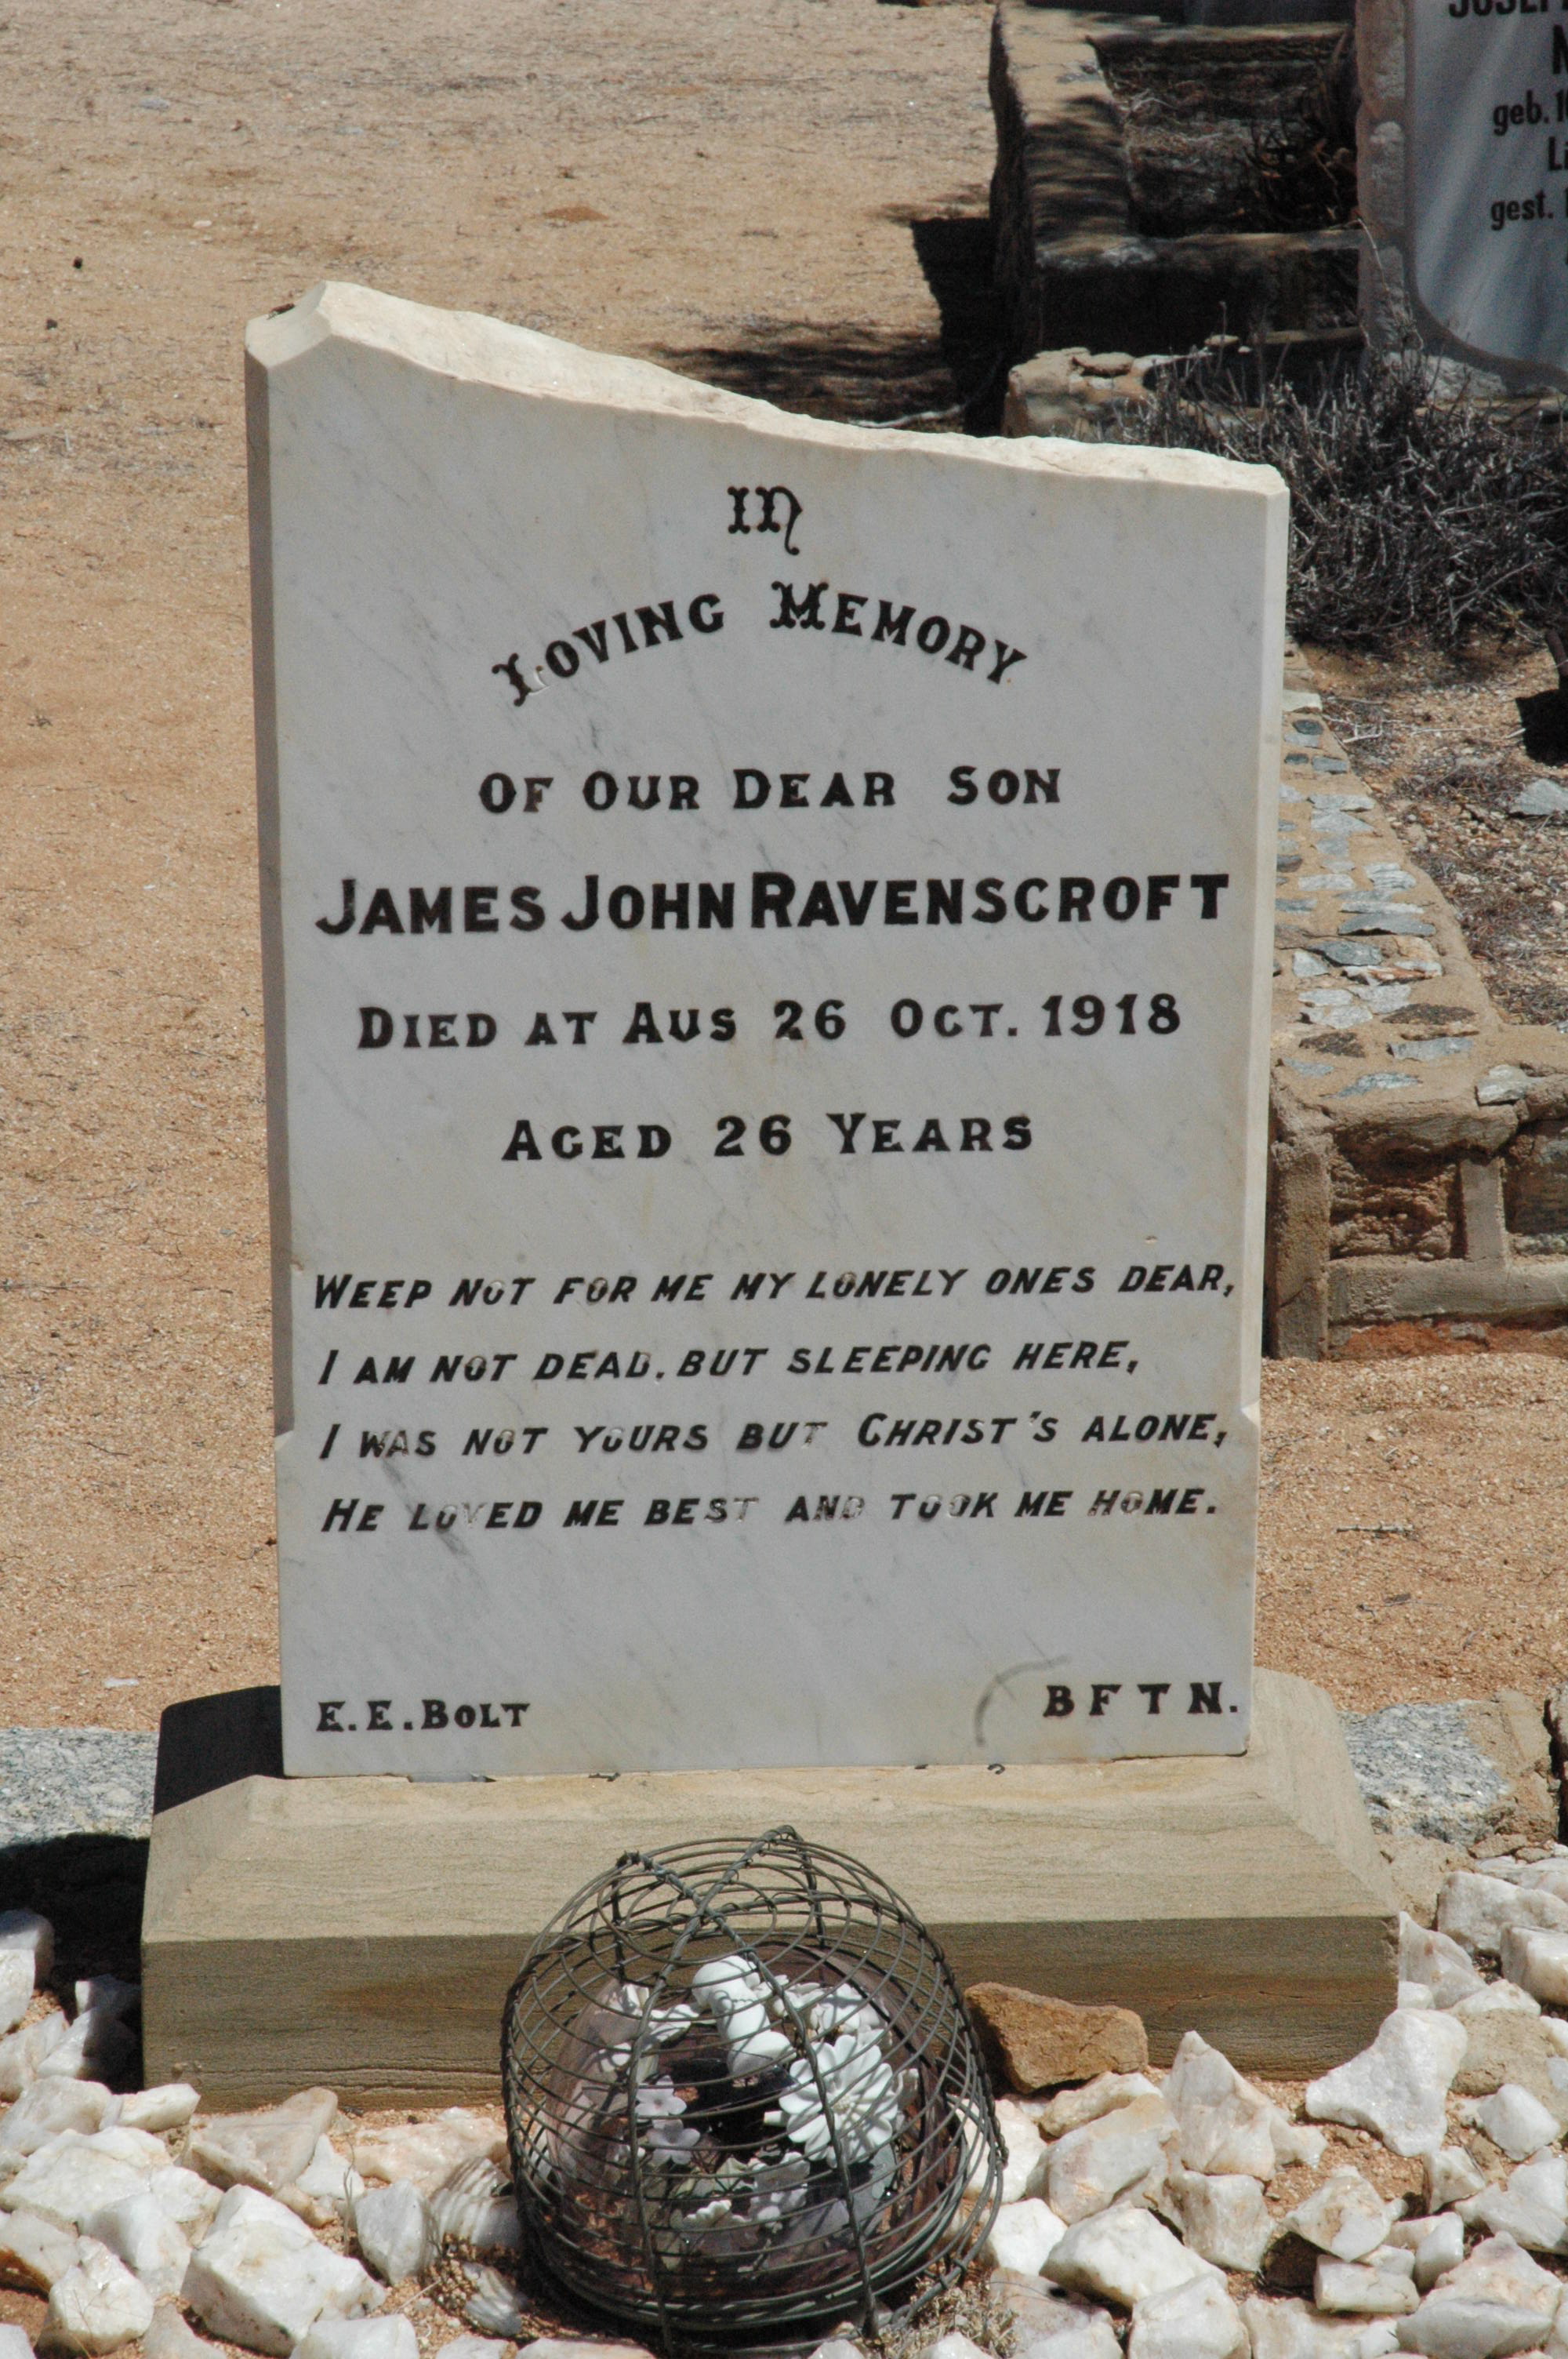 In
Loving Memory
OF OUR DEAR SON
JAMES JOHN RAVENSCROFT
DIED AT AUS 26 OCT. 1918
AGED 26 YEARS
WEEP NOT FOR ME MY LONELY ONES DEAR,
I AM NOT DEAD. BUT SLEEPING HERE,
I WAS NOT YOURS BUT CHRIST'S ALONE,
HE LOVED ME BEST AND TOOK ME HOME.
E. E. BOLT
B F T N.
geb.
gest.